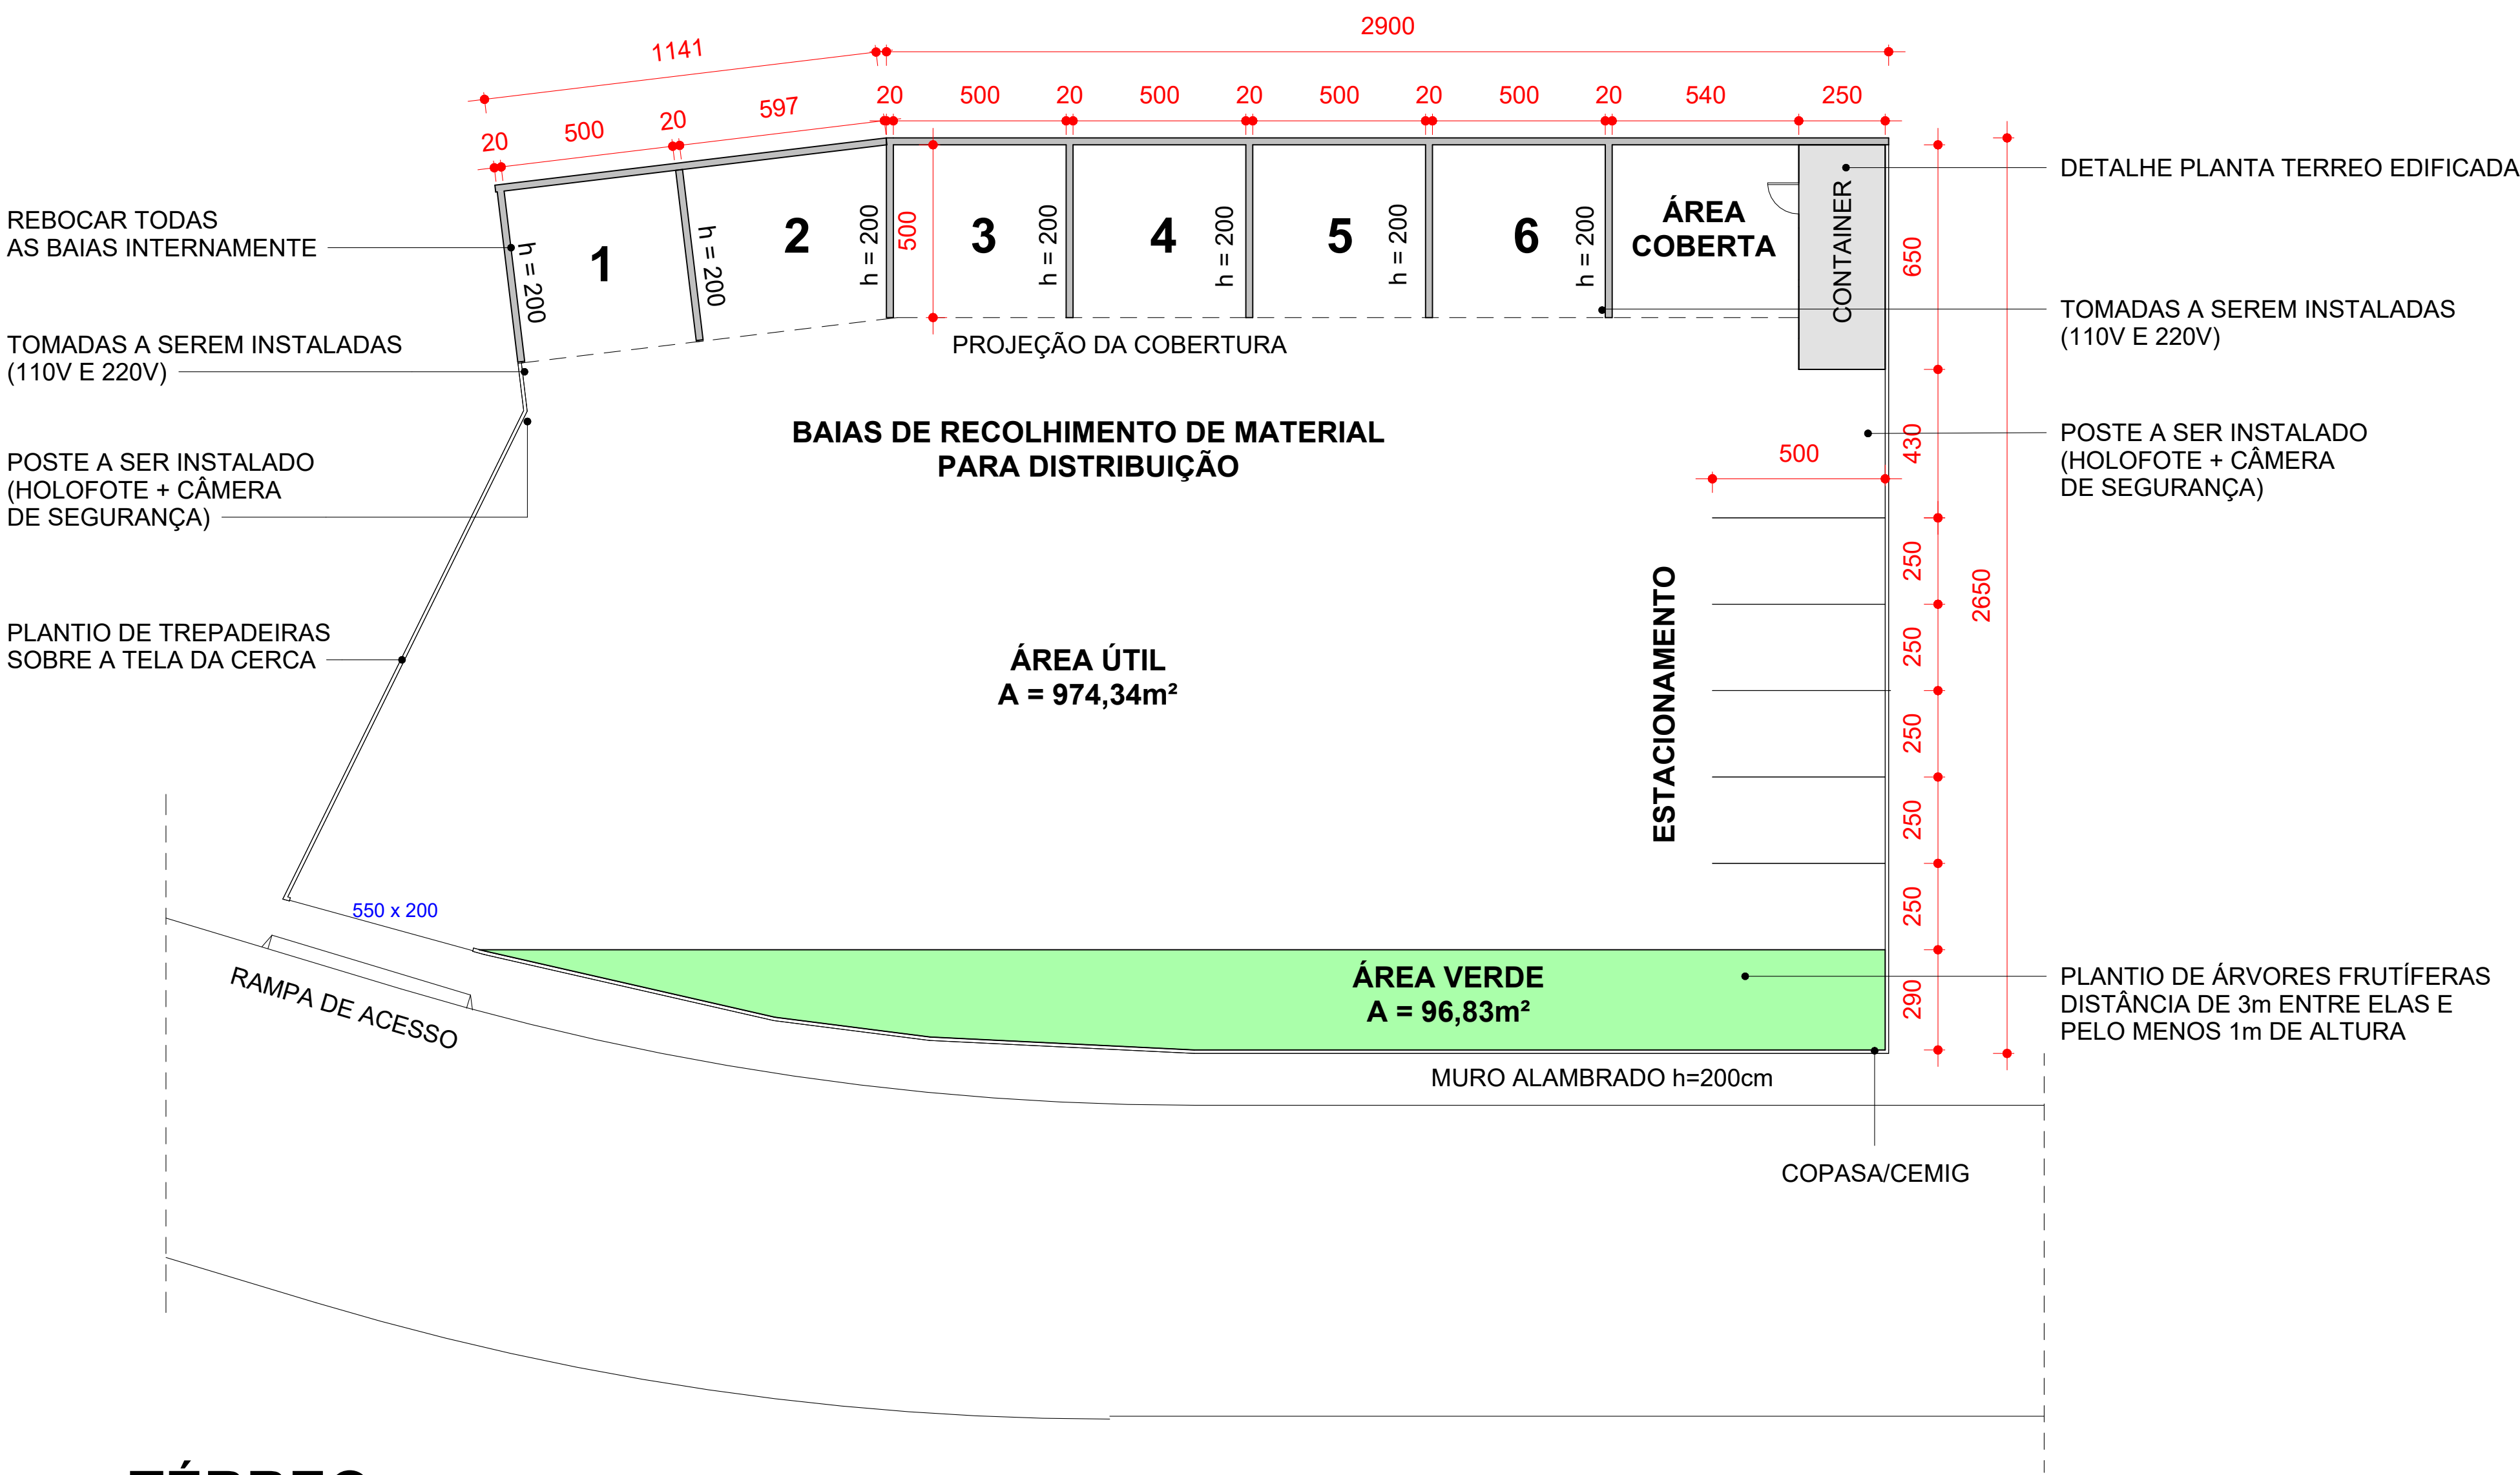 2900
1141
20
500
20
597
20
500
20
500
20
500
20
500
20
540
250
DETALHE PLANTA TERREO EDIFICADA
REBOCAR TODAS
AS BAIAS INTERNAMENTE
h = 200
1
h = 200
2
h = 200
500
3
h = 200
4
h = 200
5
h = 200
6
h = 200
ÁREA
COBERTA
CONTAINER
650
TOMADAS A SEREM INSTALADAS
(110V E 220V)
PROJEÇÃO DA COBERTURA
TOMADAS A SEREM INSTALADAS
(110V E 220V)
BAIAS DE RECOLHIMENTO DE MATERIAL
PARA DISTRIBUIÇÃO
POSTE A SER INSTALADO
(HOLOFOTE + CÂMERA
DE SEGURANÇA)
500
430
POSTE A SER INSTALADO
(HOLOFOTE + CÂMERA
DE SEGURANÇA)
PLANTIO DE TREPADEIRAS
SOBRE A TELA DA CERCA
ÁREA ÚTIL
A = 974,34m²
ESTACIONAMENTO
250
250
250
250
250
2650
550 x 200
RAMPA DE ACESSO
ÁREA VERDE
A = 96,83m²
290
PLANTIO DE ÁRVORES FRUTÍFERAS
DISTÂNCIA DE 3m ENTRE ELAS E
PELO MENOS 1m DE ALTURA
MURO ALAMBRADO h=200cm
COPASA/CEMIG